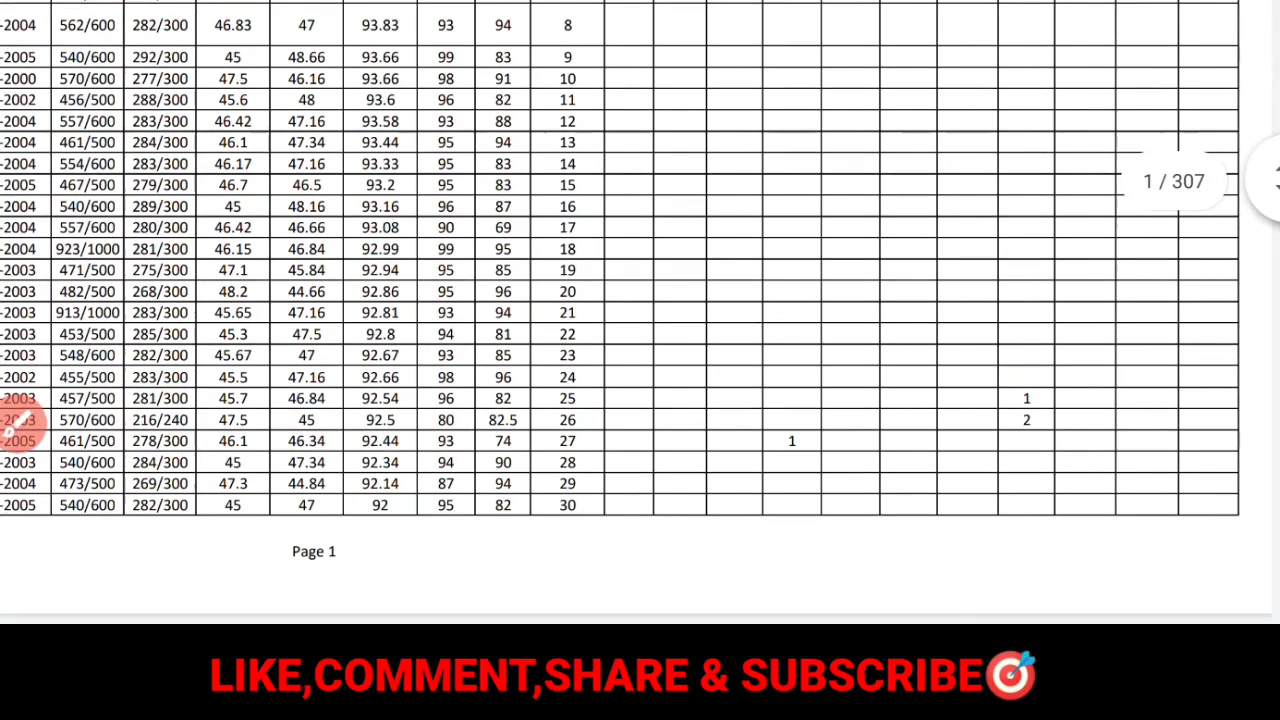 -2004 562/600 282/300 46.83 47 93.83 93 94 8
-2005 540/600 292/300 45 48.66 93.66 99 83 9
-2000 570/600 277/300 47.5 46.16 93.66 98 91 10
-2002 456/500 288/300 45.6 48 93.6 96 82 11
-2004 557/600 283/300 46.42 47.16 93.58 93 88 12
-2004 461/500 284/300 46.1 47.34 93.44 95 94 13
-2004 554/600 283/300 46.17 47.16 93.33 95 83 14
-2005 467/500 279/300 46.7 46.5 93.2 95 83 15
1 / 307
-2004 540/600 289/300 45 48.16 93.16 96 87 16
-2004 557/600 280/300 46.42 46.66 93.08 90 69 17
-2004 923/1000 281/300 46.15 46.84 92.99 99 95 18
-2003 471/500 275/300 47.1 45.84 92.94 95 85 19
-2003 482/500 268/300 48.2 44.66 92.86 95 96 20
-2003 913/1000 283/300 45.65 47.16 92.81 93 94 21
-2003 453/500 285/300 45.3 47.5 92.8 94 81 22
-2003 548/600 282/300 45.67 47 92.67 93 85 23
-2002 455/500 283/300 45.5 47.16 92.66 98 96 24
-2003 457/500 281/300 45.7 46.84 92.54 96 82 25 1
-2003 570/600 216/240 47.5 45 92.5 80 82.5 26 2
-2005 461/500 278/300 46.1 46.34 92.44 93 74 27 1
-2003 540/600 284/300 45 47.34 92.34 94 90 28
-2004 473/500 269/300 47.3 44.84 92.14 87 94 29
-2005 540/600 282/300 45 47 92 95 82 30
Page 1
LIKE,COMMENT,SHARE & SUBSCRIBE🎯